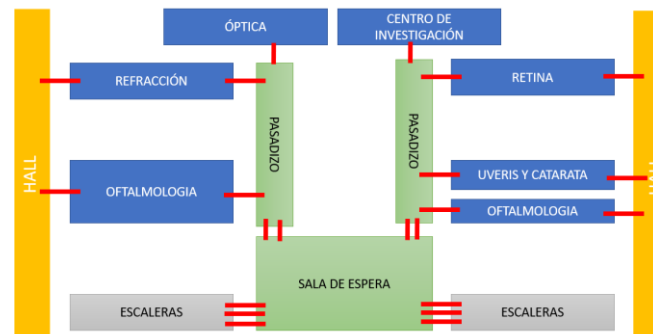 ÓPTICA
CENTRO DE
INVESTIGACIÓN
REFRACCIÓN
RETINA
PASADIZO
PASADIZO
HALL
OFTALMOLOGIA
UVERIS Y CATARATA
OFTALMOLOGIA
SALA DE ESPERA
ESCALERAS
ESCALERAS